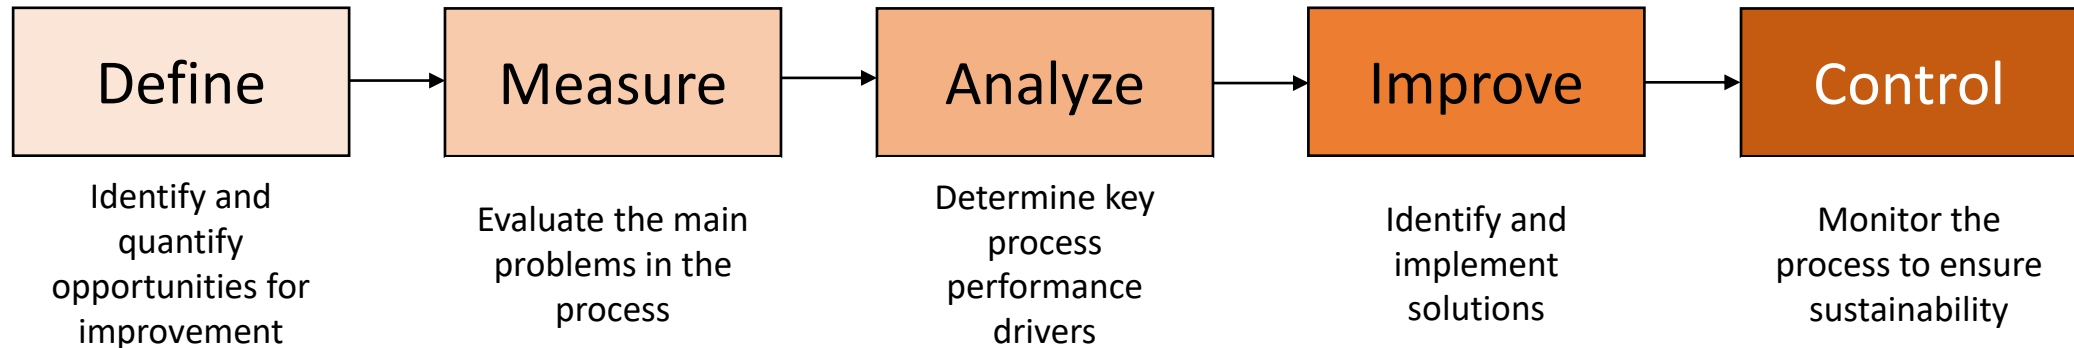 Define
Measure
Analyze
Improve
Control
Identify and
quantify
opportunities for
improvement
Evaluate the main
problems in the
process
Determine key
process
performance
drivers
Identify and
implement
solutions
Monitor the
process to ensure
sustainability